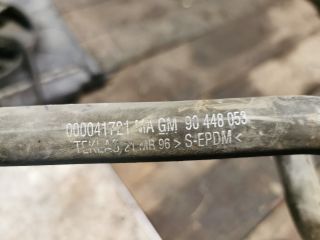 000041721 MA GM 90 448 053
TEKLAS, 21 MR 96 > S-EPDM <